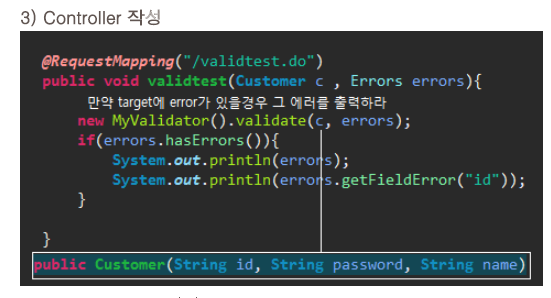 3) Controller 작성
@RequestMapping("/validtest.do")
public void validtest(Customer c , Errors errors){
만약 target에 error가 있을경우 그 에러를 출력하라
new MyValidator().validate(c, errors);
if(errors.hasErrors()){
System.out.println(errors);
System.out.println(errors.getFieldError("id"));
}
}
public Customer(String id, String password, String name)